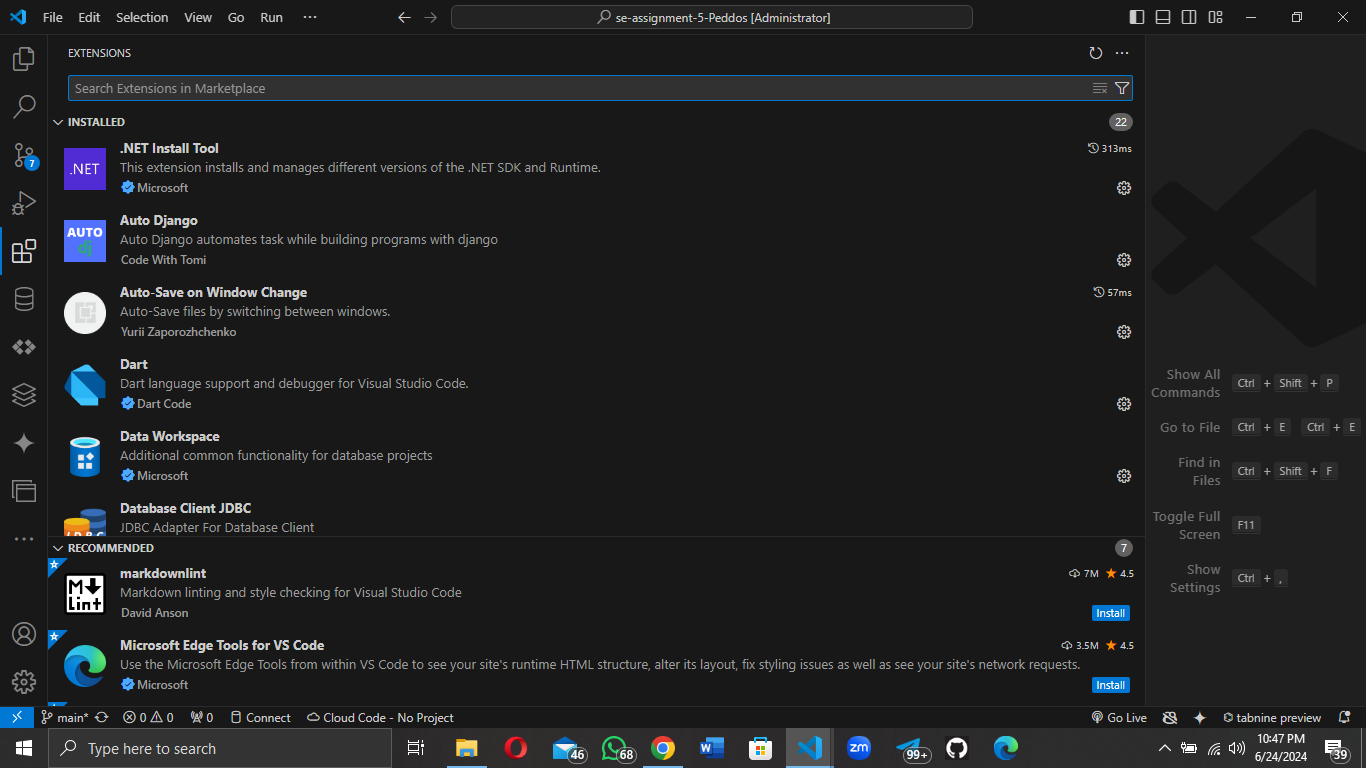 File Edit Selection View Go Run ···
se-assignment-5-Peddos [Administrator]
EXTENSIONS
Search Extensions in Marketplace
INSTALLED 22
.NET
.NET Install Tool 313ms
This extension installs and manages different versions of the .NET SDK and Runtime.
Microsoft
7
AUTO
Auto Django
Auto Django automates task while building programs with django
Code With Tomi
Auto-Save on Window Change 57ms
Auto-Save files by switching between windows.
Yurii Zaporozhchenko
Dart
Dart language support and debugger for Visual Studio Code.
Dart Code
Data Workspace
Additional common functionality for database projects
Microsoft
Database Client JDBC
JDBC Adapter For Database Client
JDBC
RECOMMENDED 7
markdownlint 7M 4.5
M
Lint
Markdown linting and style checking for Visual Studio Code
David Anson Install
Microsoft Edge Tools for VS Code 3.5M 4.5
Use the Microsoft Edge Tools from within VS Code to see your site's runtime HTML structure, alter its layout, fix styling issues as well as see your site's network requests.
Microsoft Install
Show All
Commands Ctrl + Shift + P
Go to File Ctrl + E Ctrl + E
Find in
Files Ctrl + Shift + F
Toggle Full
Screen F11
Show
Settings Ctrl + ,
main* 0 0 0 Connect Cloud Code - No Project Go Live tabnine preview
Type here to search
46
68
W
zm
99+
10:47 PM
6/24/2024
39